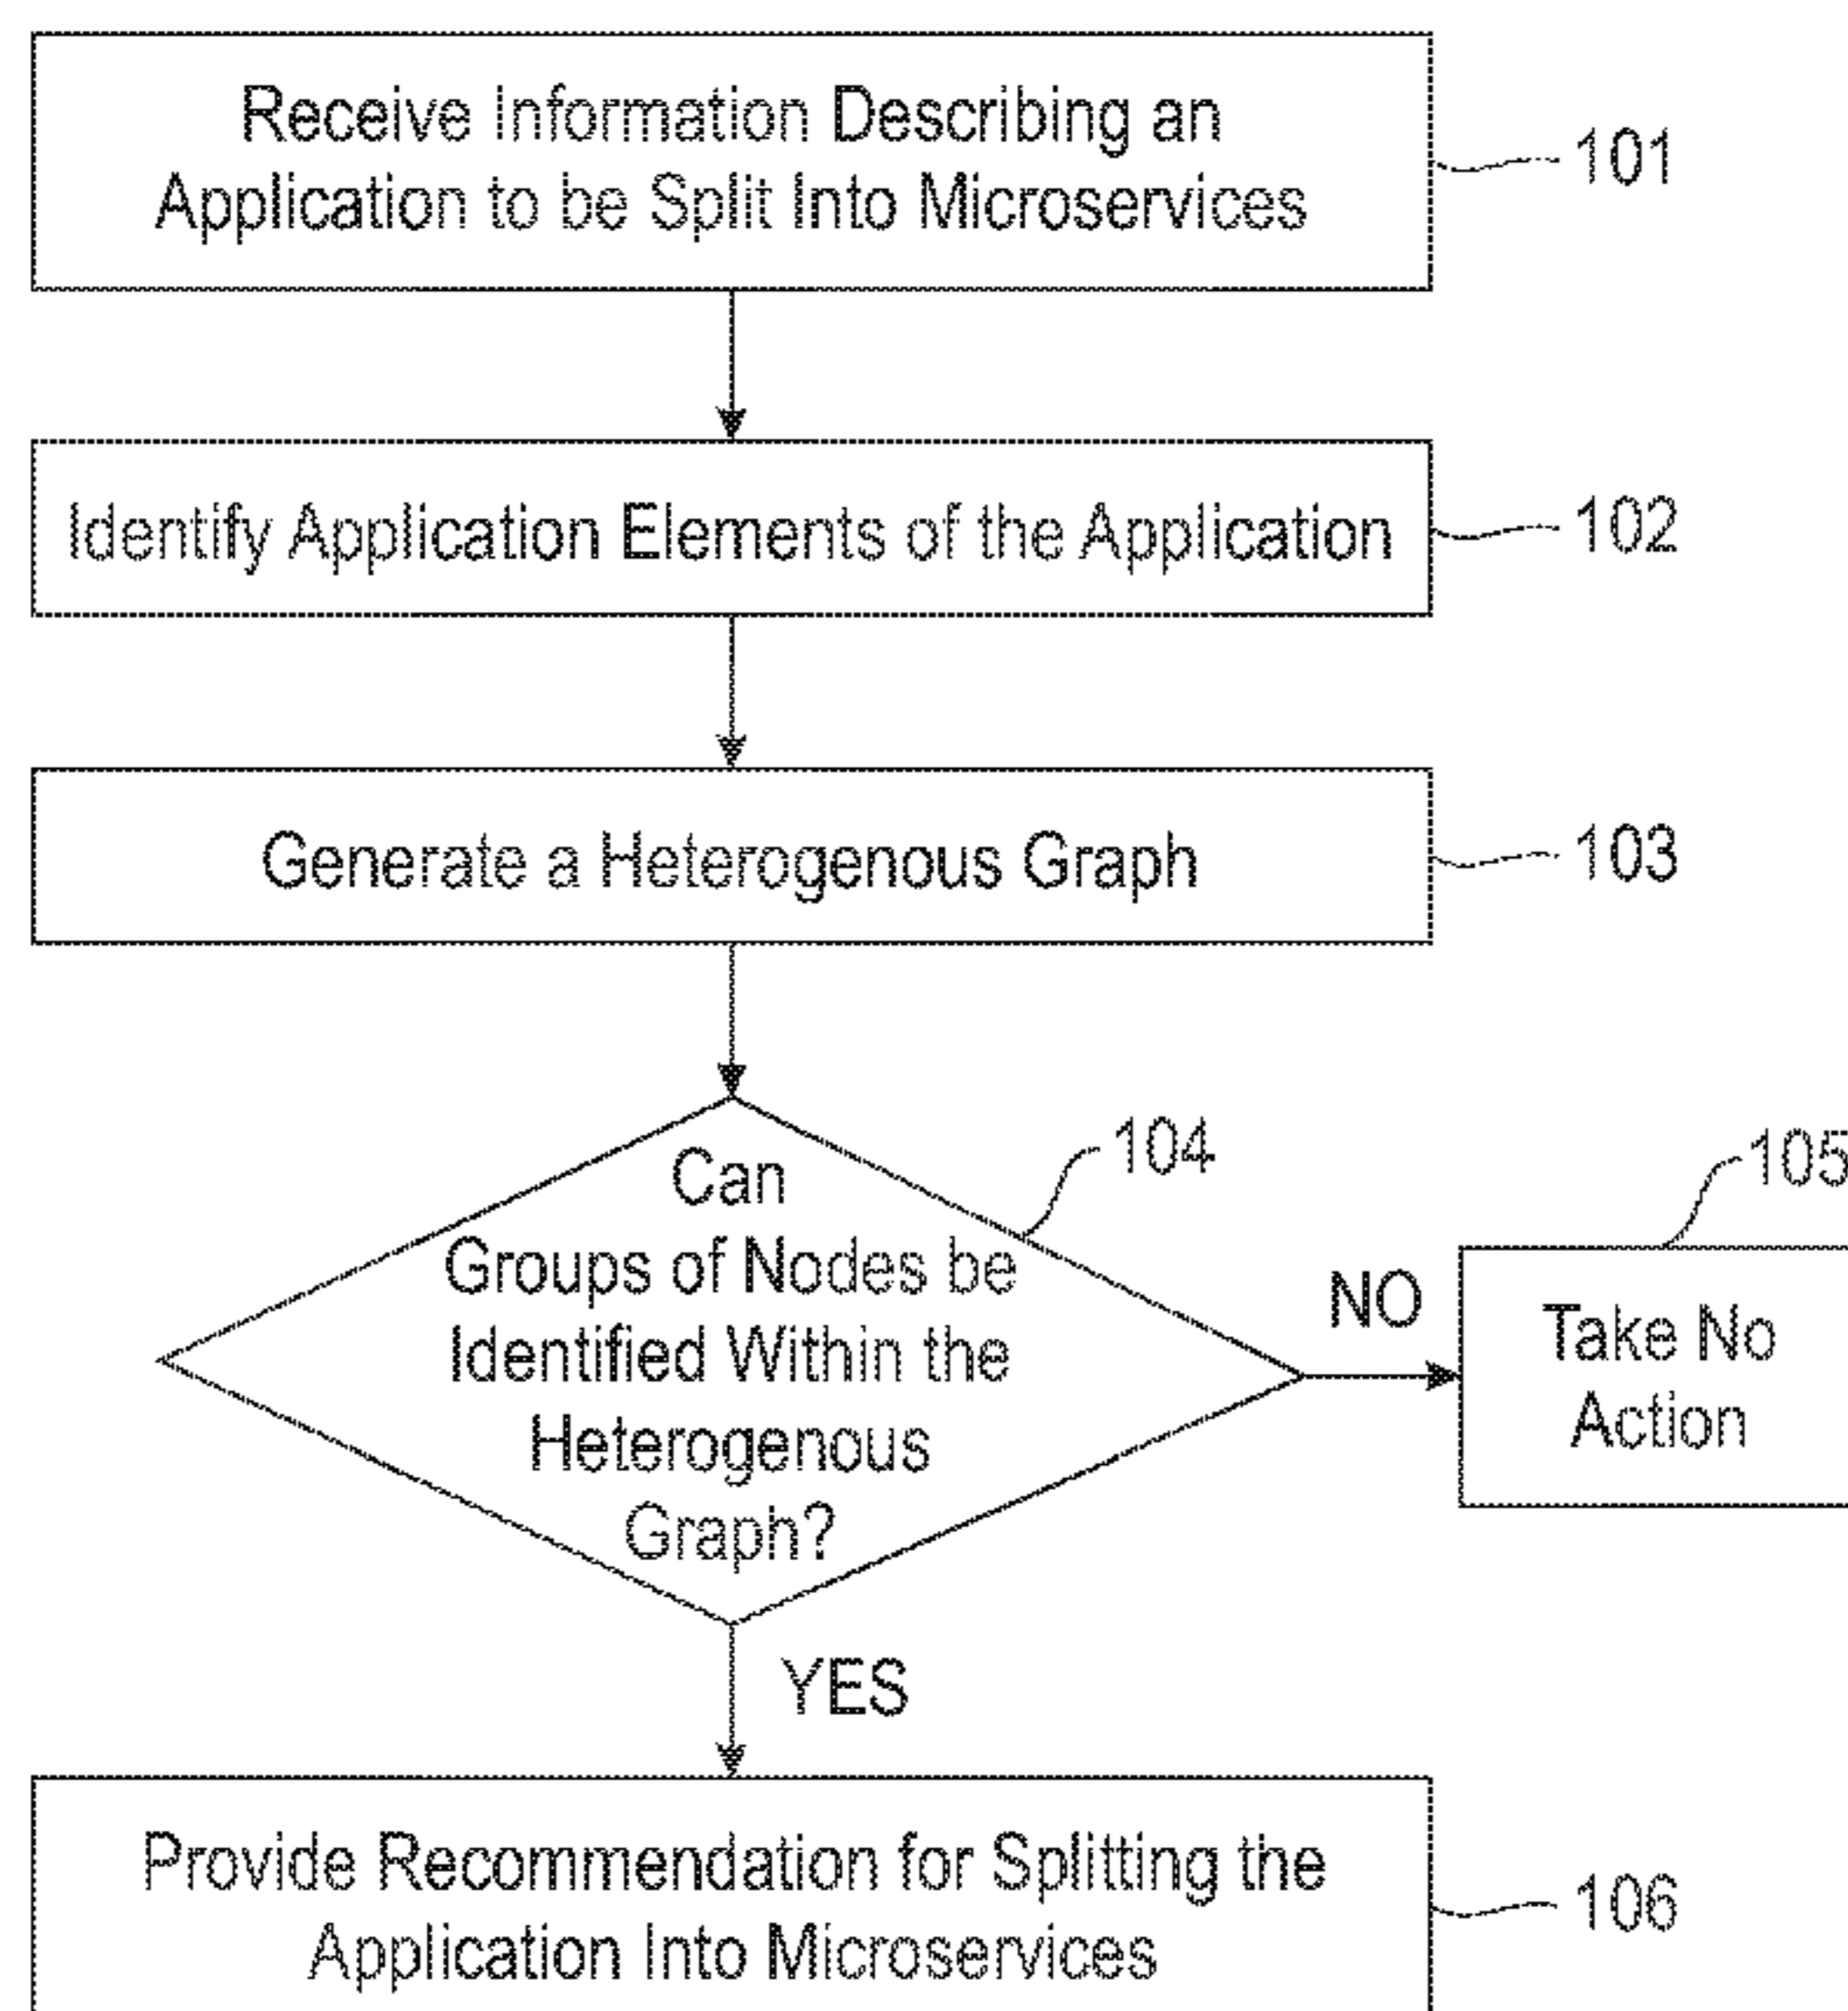 Receive Information Describing an
Application to be Split Into Microservices
101
Identify Application Elements of the Application
102
Generate a Heterogenous Graph
103
Can
Groups of Nodes be
Identified Within the
Heterogenous
Graph?
104
NO
105
Take No
Action
YES
Provide Recommendation for Splitting the
Application Into Microservices
106